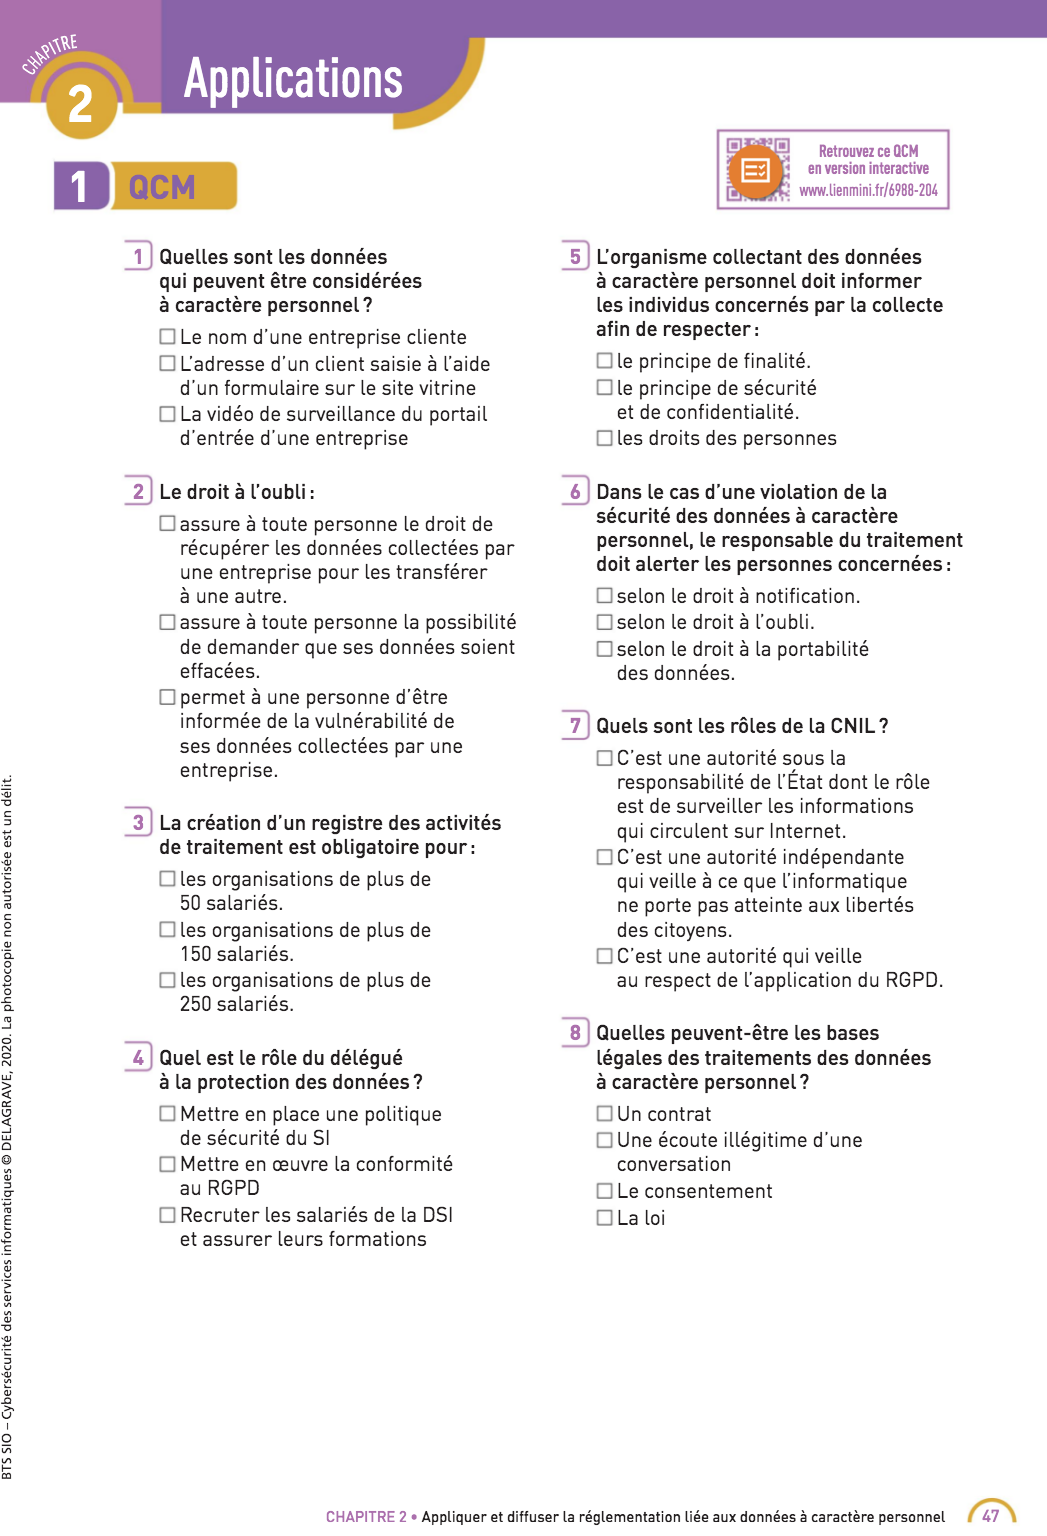 CHAPITRE
2
Applications
1 QCM
Retrouvez ce QCM
en version interactive
www.lienmini.fr/6988-204
1 Quelles sont les données
qui peuvent être considérées
à caractère personnel ?
Le nom d’une entreprise cliente
L’adresse d’un client saisie à l’aide
d’un formulaire sur le site vitrine
La vidéo de surveillance du portail
d’entrée d’une entreprise
2 Le droit à l’oubli :
assure à toute personne le droit de
récupérer les données collectées par
une entreprise pour les transférer
à une autre.
assure à toute personne la possibilité
de demander que ses données soient
effacées.
permet à une personne d’être
informée de la vulnérabilité de
ses données collectées par une
entreprise.
3 La création d’un registre des activités
de traitement est obligatoire pour :
les organisations de plus de
50 salariés.
les organisations de plus de
150 salariés.
les organisations de plus de
250 salariés.
4 Quel est le rôle du délégué
à la protection des données ?
Mettre en place une politique
de sécurité du SI
Mettre en œuvre la conformité
au RGPD
Recruter les salariés de la DSI
et assurer leurs formations
5 L’organisme collectant des données
à caractère personnel doit informer
les individus concernés par la collecte
afin de respecter :
le principe de finalité.
le principe de sécurité
et de confidentialité.
les droits des personnes
6 Dans le cas d’une violation de la
sécurité des données à caractère
personnel, le responsable du traitement
doit alerter les personnes concernées :
selon le droit à notification.
selon le droit à l’oubli.
selon le droit à la portabilité
des données.
7 Quels sont les rôles de la CNIL ?
C’est une autorité sous la
responsabilité de l’État dont le rôle
est de surveiller les informations
qui circulent sur Internet.
C’est une autorité indépendante
qui veille à ce que l’informatique
ne porte pas atteinte aux libertés
des citoyens.
C’est une autorité qui veille
au respect de l’application du RGPD.
8 Quelles peuvent-être les bases
légales des traitements des données
à caractère personnel ?
Un contrat
Une écoute illégitime d’une
conversation
Le consentement
La loi
BTS SIO – Cybersécurité des services informatiques © DELAGRAVE, 2020. La photocopie non autorisée est un délit.
CHAPITRE 2 • Appliquer et diffuser la réglementation liée aux données à caractère personnel 47